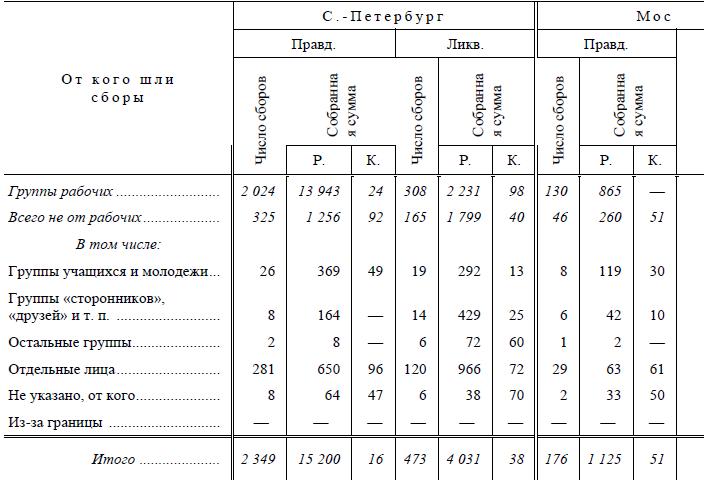 С.-Петербург Мос
Правд. Ликв. Правд.
От кого шли
сборы
Число сборов Собранна
я сумма Число сборов Собранна
я сумма Число сборов Собранна
я сумма
Р. К. Р. К. Р. К.
Группы рабочих ........................... 2 024 13 943 24 308 2 231 98 130 865 —
Всего не от рабочих .................... 325 1 256 92 165 1 799 40 46 260 51
В том числе:
Группы учащихся и молодежи ... 26 369 49 19 292 13 8 119 30
Группы «сторонников»,
«друзей» и т. п. .......................... 8 164 — 14 429 25 6 42 10
Остальные группы ....................... 2 8 — 6 72 60 1 2 —
Отдельные лица ........................... 281 650 96 120 966 72 29 63 61
Не указано, от кого ...................... 8 64 47 6 38 70 2 33 50
Из-за границы ............................. — — — — — — — — —
Итого ..................... 2 349 15 200 16 473 4 031 38 176 1 125 51